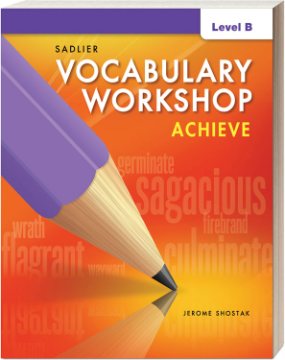 Level B
SADLIER
VOCABULARY
WORKSHOP
ACHIEVE
germinate
sagacious
wrath
firebrand
flagrant
culminate
wayward
JEROME SHOSTAK